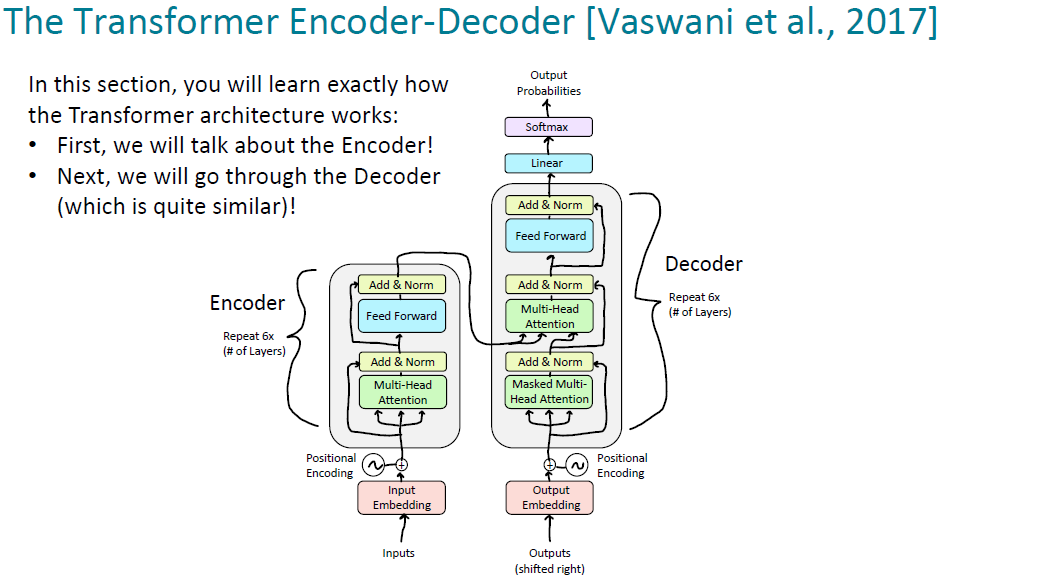 The Transformer Encoder-Decoder [Vaswani et al., 2017]
In this section, you will learn exactly how
the Transformer architecture works:
• First, we will talk about the Encoder!
• Next, we will go through the Decoder
(which is quite similar)!
Output
Probabilities
Softmax
Linear
Add & Norm
Feed Forward
Add & Norm
Multi-Head
Attention
Add & Norm
Masked Multi-
Head Attention
Decoder
Repeat 6x
(# of Layers)
Encoder
Repeat 6x
(# of Layers)
Add & Norm
Feed Forward
Add & Norm
Multi-Head
Attention
Positional
Encoding
+
Input
Embedding
Inputs
+
Positional
Encoding
Output
Embedding
Outputs
(shifted right)